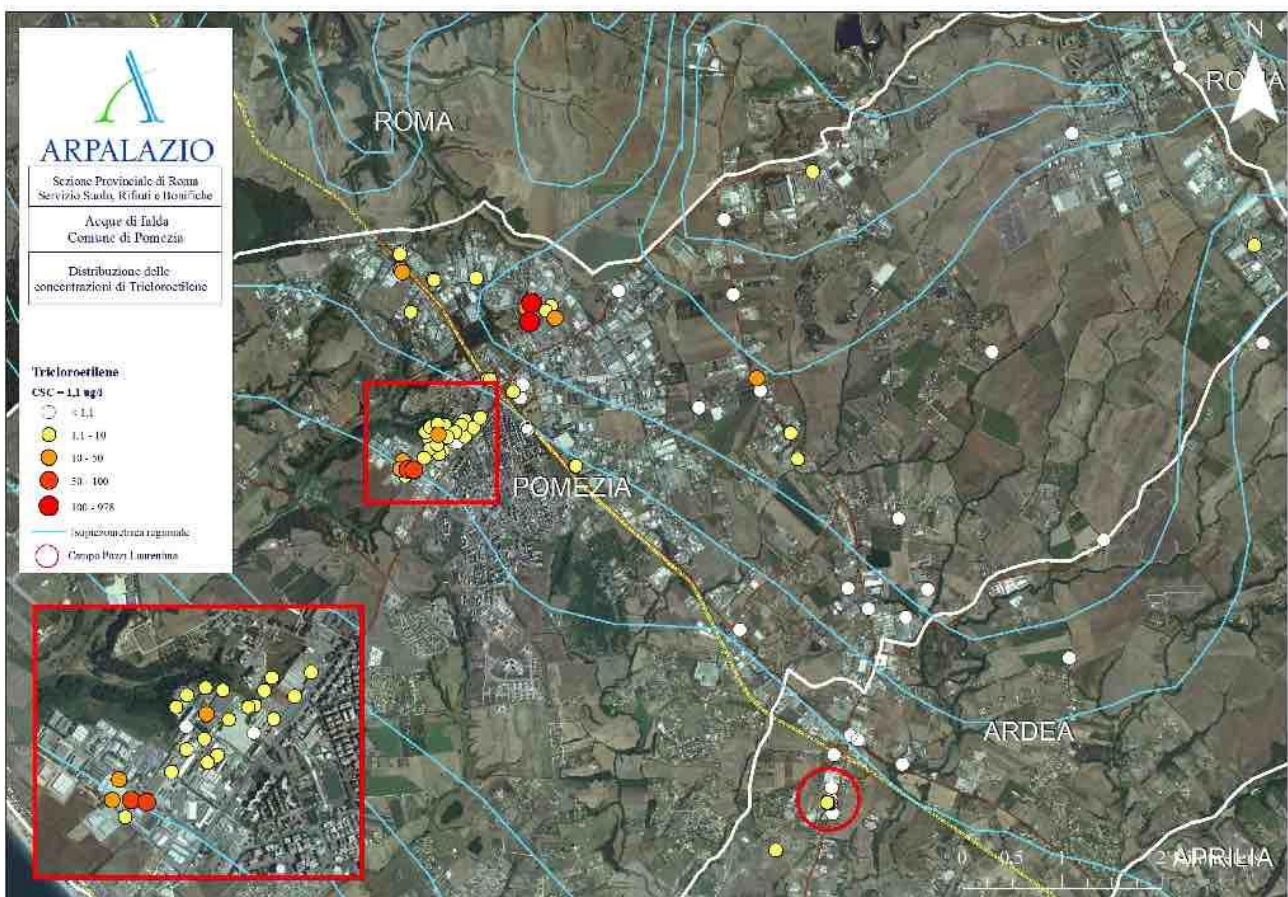 ARPALAZIO
Sezione Provinciale di Roma
Servizio Suolo, Rifiuti e Bonifiche
Acque di falda
Comune di Pomezia
Distribuzione delle
concentrazioni di Tricloroetilene
Tricloroetilene
CSC = 1,1 ug/l
< 1,1
1,1 - 10
10 - 50
50 - 100
100 - 978
Isopiezometrica regionale
Campo Pozzi Laurentina
N
ROMA
ROMA
POMEZIA
ARDEA
APRILIA
0 0,5 1 2